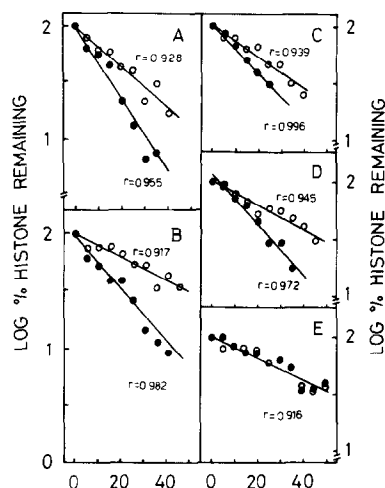 LOG % HISTONE REMAINING
2
1
A
r=0.928
r=0.955
2
1
0
B
r=0.917
r=0.982
0 20 40
C
r=0.939
r=0.996
2
1
D
r=0.945
r=0.972
2
1
E
r=0.916
2
1
0 20 40
LOG % HISTONE REMAINING